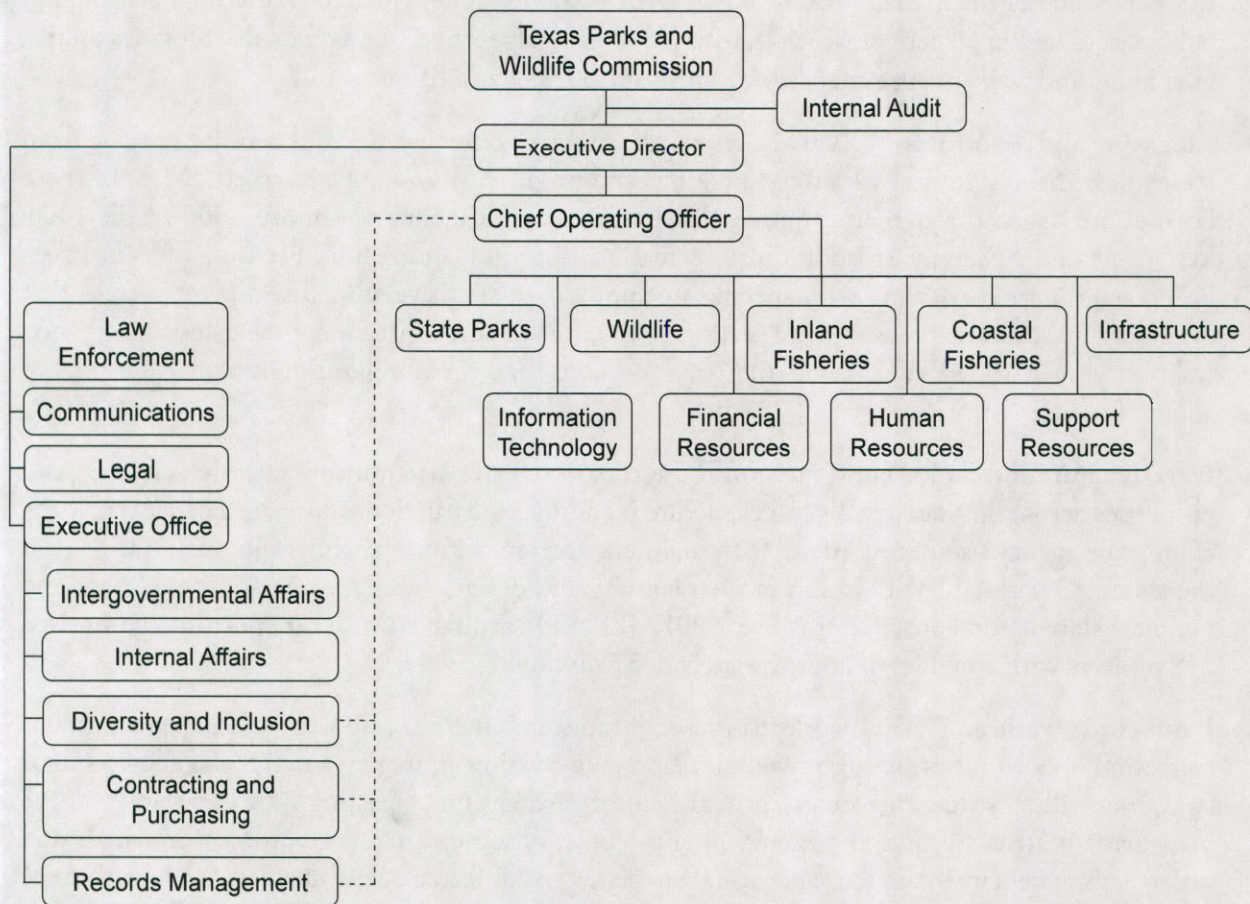 Texas Parks and
Wildlife Commission
Internal Audit
Executive Director
Chief Operating Officer
Law
Enforcement
Communications
Legal
Executive Office
Intergovernmental Affairs
Internal Affairs
Diversity and Inclusion
Contracting and
Purchasing
Records Management
State Parks
Wildlife
Inland
Fisheries
Coastal
Fisheries
Infrastructure
Information
Technology
Financial
Resources
Human
Resources
Support
Resources